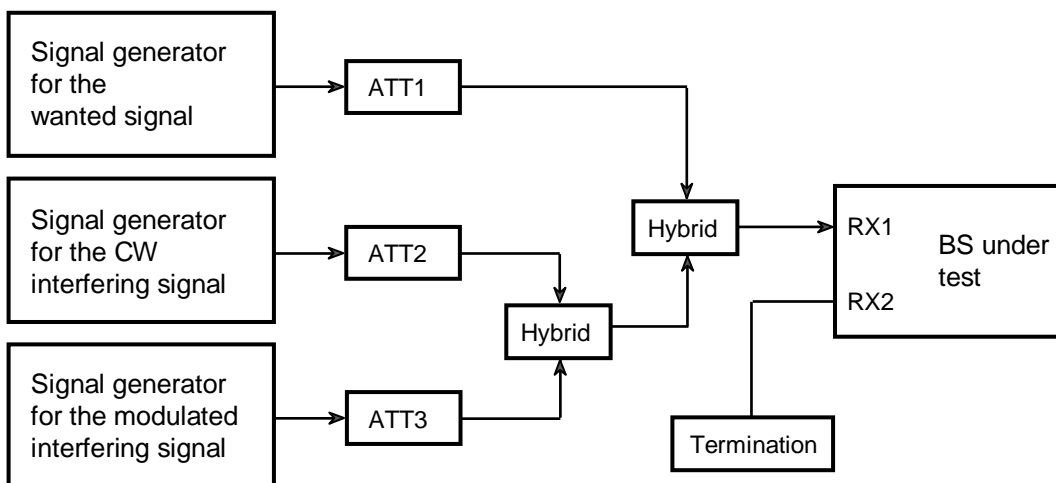 Signal generator
for the
wanted signal
ATT1
Signal generator
for the CW
interfering signal
ATT2
Hybrid
Hybrid
Signal generator
for the modulated
interfering signal
ATT3
RX1
BS under
test
RX2
Termination